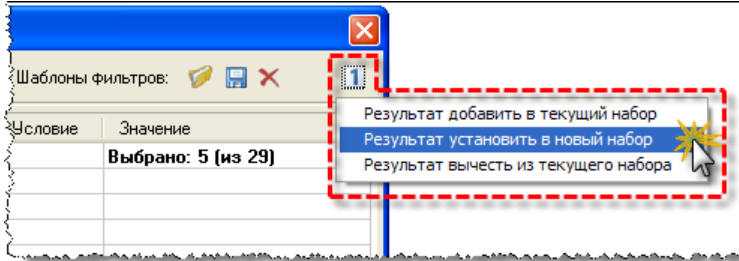 Шаблоны фильтров:
1
Результат добавить в текущий набор
Условие Значение
Результат установить в новый набор
Выбрано: 5 (из 29)
Результат вычесть из текущего набора